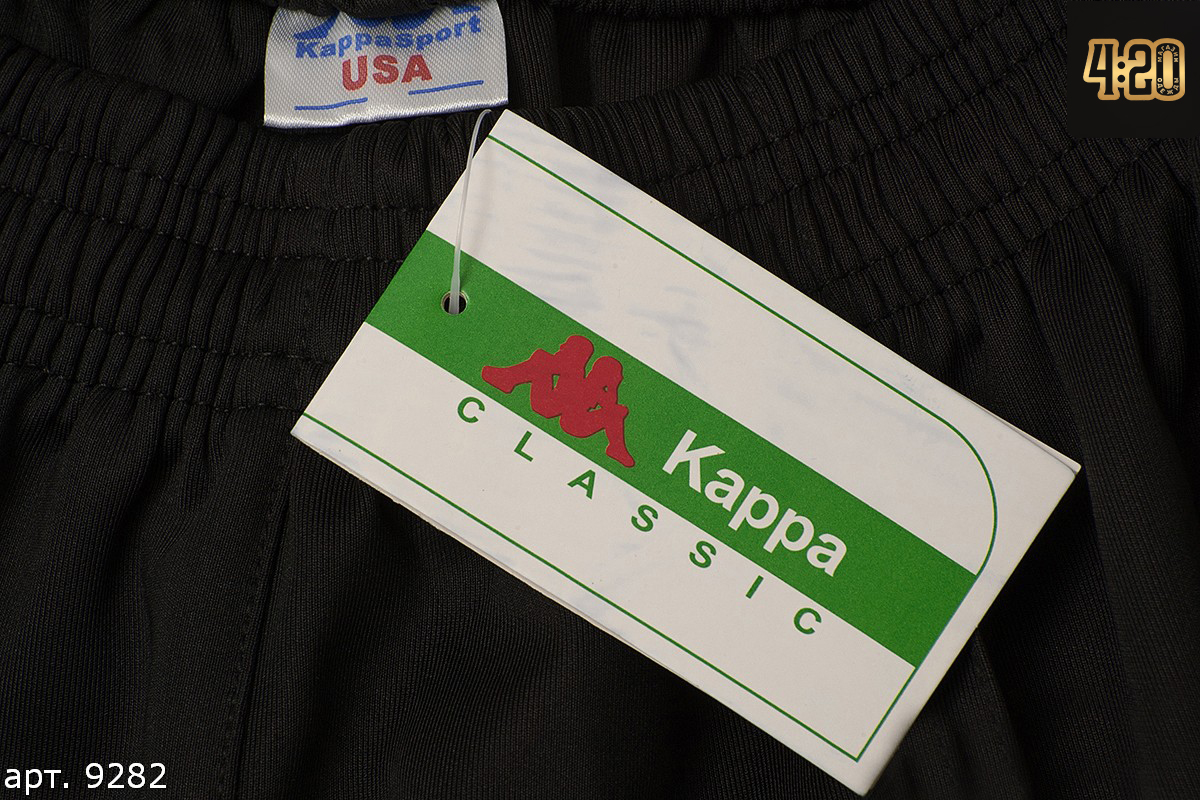 KappaSport
USA
4:20
Kappa
CLASSIC
арт. 9282